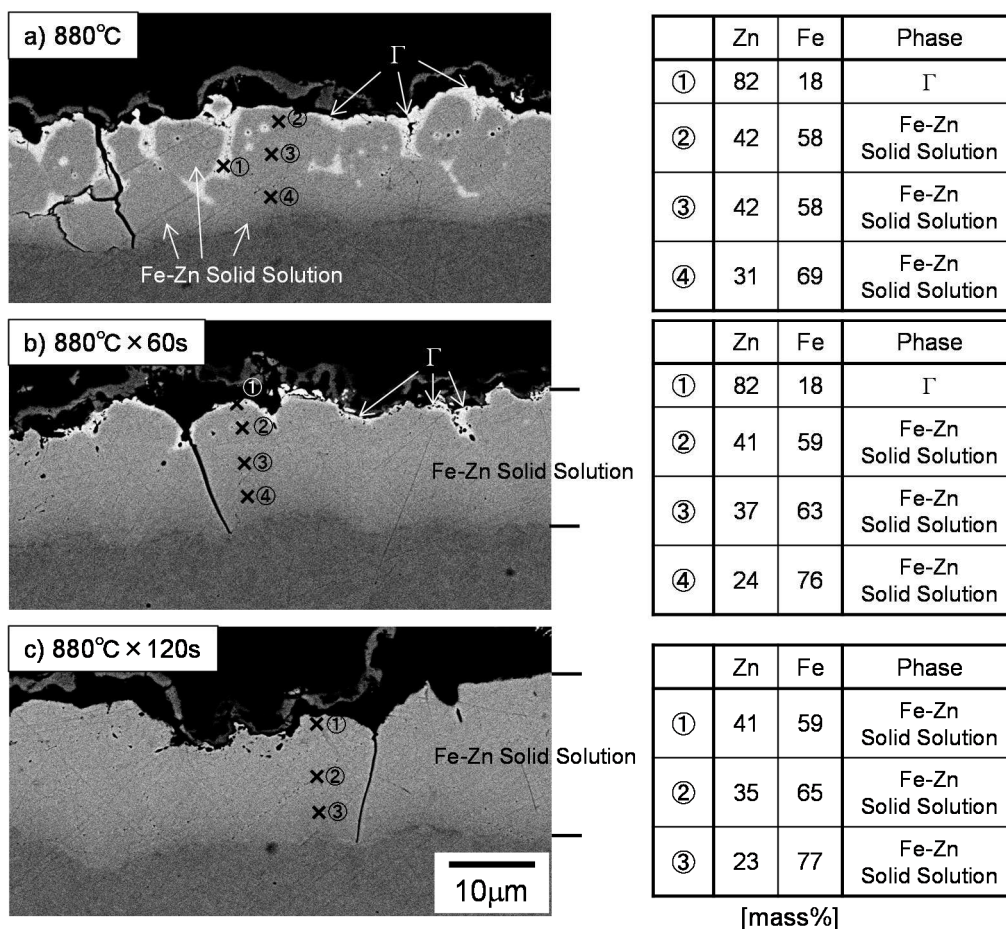 a) 880℃
Γ
②
③
①
④
Fe-Zn Solid Solution
Zn Fe Phase
① 82 18 Γ
② 42 58 Fe-Zn
Solid Solution
③ 42 58 Fe-Zn
Solid Solution
④ 31 69 Fe-Zn
Solid Solution
b) 880℃×60s
Γ
①
②
③
④
Fe-Zn Solid Solution
Zn Fe Phase
① 82 18 Γ
② 41 59 Fe-Zn
Solid Solution
③ 37 63 Fe-Zn
Solid Solution
④ 24 76 Fe-Zn
Solid Solution
c) 880℃×120s
①
②
③
Fe-Zn Solid Solution
10μm
Zn Fe Phase
① 41 59 Fe-Zn
Solid Solution
② 35 65 Fe-Zn
Solid Solution
③ 23 77 Fe-Zn
Solid Solution
[mass%]